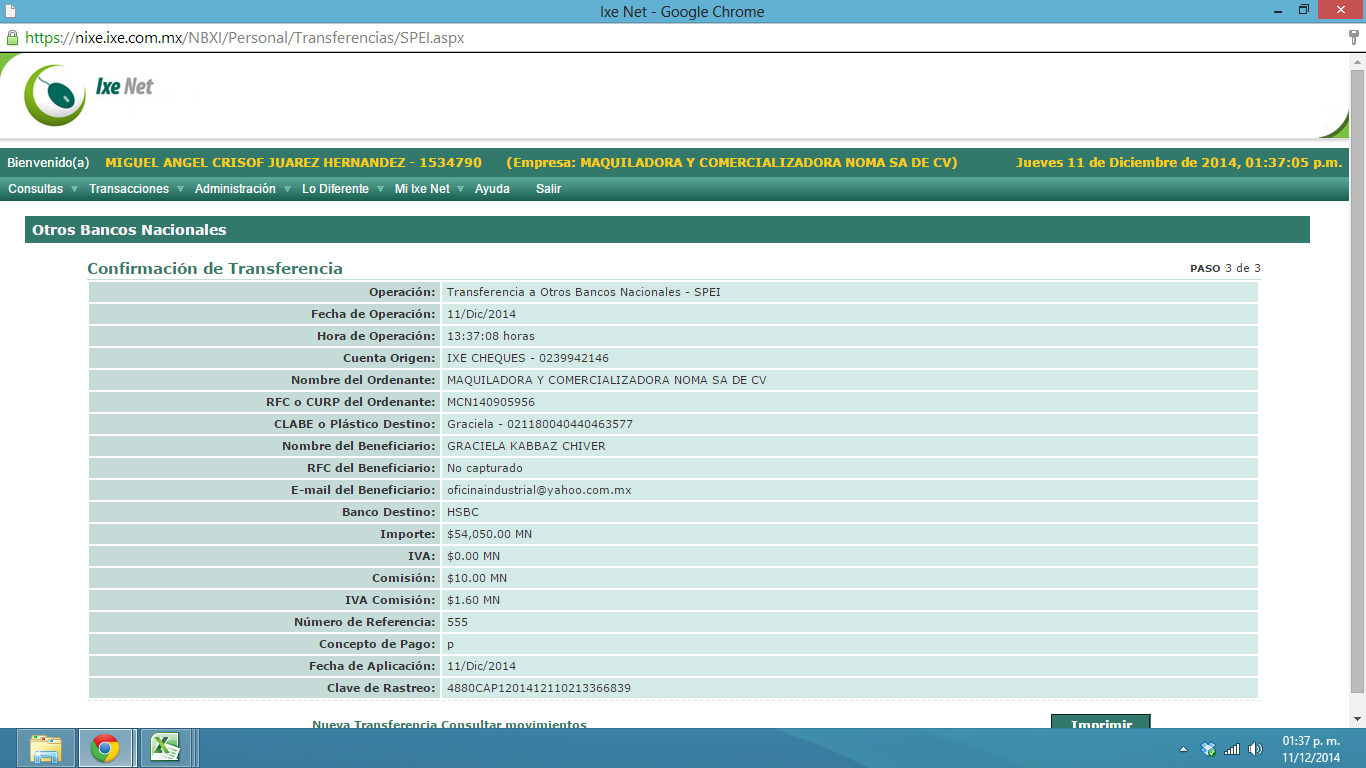 Ixe Net - Google Chrome
https://nixe.ixe.com.mx/NBXI/Personal/Transferencias/SPEI.aspx
Ixe Net
Bienvenido(a) MIGUEL ANGEL CRISOF JUAREZ HERNANDEZ - 1534790 (Empresa: MAQUILADORA Y COMERCIALIZADORA NOMA SA DE CV) Jueves 11 de Diciembre de 2014, 01:37:05 p.m.
Consultas Transacciones Administración Lo Diferente Mi Ixe Net Ayuda Salir
Otros Bancos Nacionales
Confirmación de Transferencia PASO 3 de 3
Operación: Transferencia a Otros Bancos Nacionales - SPEI
Fecha de Operación: 11/Dic/2014
Hora de Operación: 13:37:08 horas
Cuenta Origen: IXE CHEQUES - 0239942146
Nombre del Ordenante: MAQUILADORA Y COMERCIALIZADORA NOMA SA DE CV
RFC o CURP del Ordenante: MCN140905956
CLABE o Plástico Destino: Graciela - 021180040440463577
Nombre del Beneficiario: GRACIELA KABBAZ CHIVER
RFC del Beneficiario: No capturado
E-mail del Beneficiario: oficinaindustrial@yahoo.com.mx
Banco Destino: HSBC
Importe: $54,050.00 MN
IVA: $0.00 MN
Comisión: $10.00 MN
IVA Comisión: $1.60 MN
Número de Referencia: 555
Concepto de Pago: p
Fecha de Aplicación: 11/Dic/2014
Clave de Rastreo: 4880CAP1201412110213366839
Nueva Transferencia Consultar movimientos Imprimir
01:37 p. m.
11/12/2014